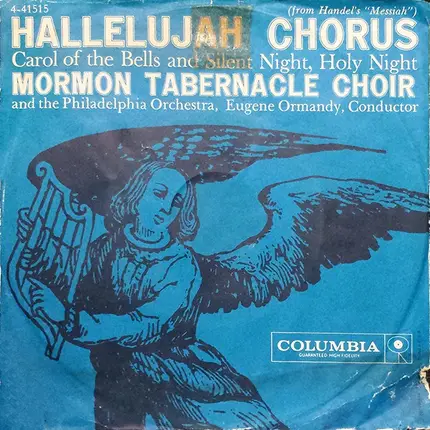 4-41515
(from Handel's "Messiah")
HALLELUJAH CHORUS
Carol of the Bells and Silent Night, Holy Night
MORMON TABERNACLE CHOIR
and the Philadelphia Orchestra, Eugene Ormandy, Conductor
COLUMBIA
GUARANTEED HIGH FIDELITY